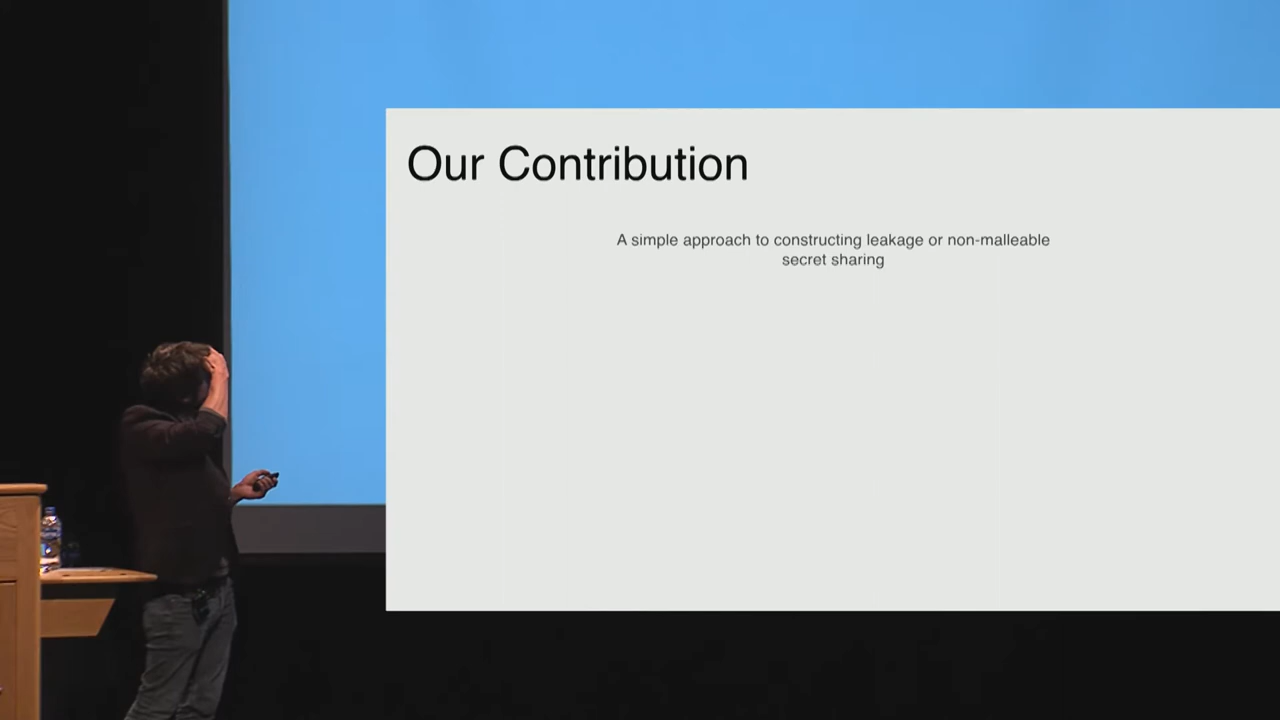 Our Contribution
A simple approach to constructing leakage or non-malleable
secret sharing